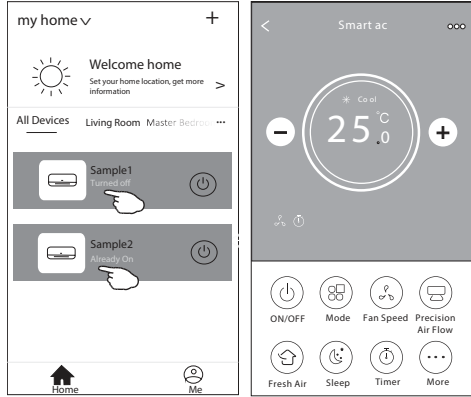 my home
+
Welcome home
Set your home location, get more
information
>
All Devices Living Room Master Bedroo ...
Sample1
Turned off
Sample2
Already On
Home
Me
< Smart ac ooo
Cool
25.0 °C
- +
ON/OFF Mode Fan Speed Precision
Air Flow
Fresh Air Sleep Timer More